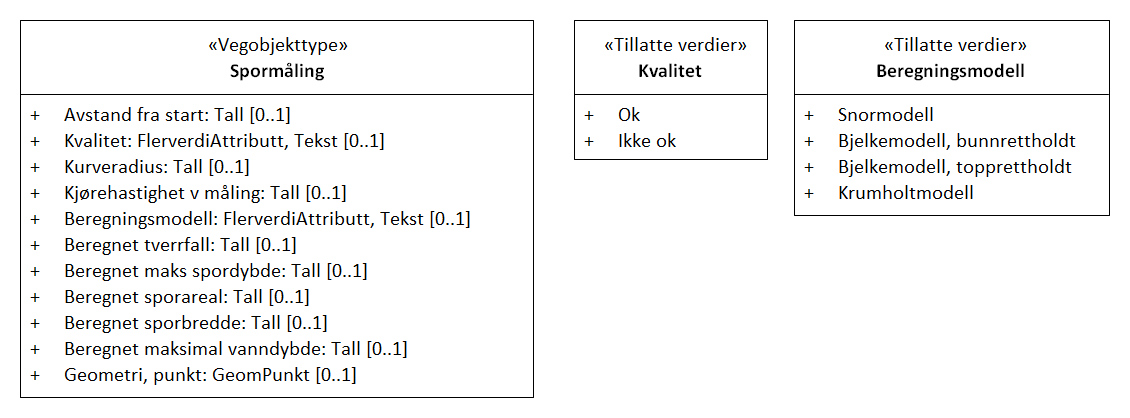 «Vegobjekttype»
Spormåling
+ Avstand fra start: Tall [0..1]
+ Kvalitet: FlerverdiAttributt, Tekst [0..1]
+ Kurveradius: Tall [0..1]
+ Kjørehastighet v måling: Tall [0..1]
+ Beregningsmodell: FlerverdiAttributt, Tekst [0..1]
+ Beregnet tverrfall: Tall [0..1]
+ Beregnet maks spordybde: Tall [0..1]
+ Beregnet sporareal: Tall [0..1]
+ Beregnet sporbredde: Tall [0..1]
+ Beregnet maksimal vanndybde: Tall [0..1]
+ Geometri, punkt: GeomPunkt [0..1]
«Tillatte verdier»
Kvalitet
+ Ok
+ Ikke ok
«Tillatte verdier»
Beregningsmodell
+ Snormodell
+ Bjelkemodell, bunnrettholdt
+ Bjelkemodell, topprettholdt
+ Krumholtmodell